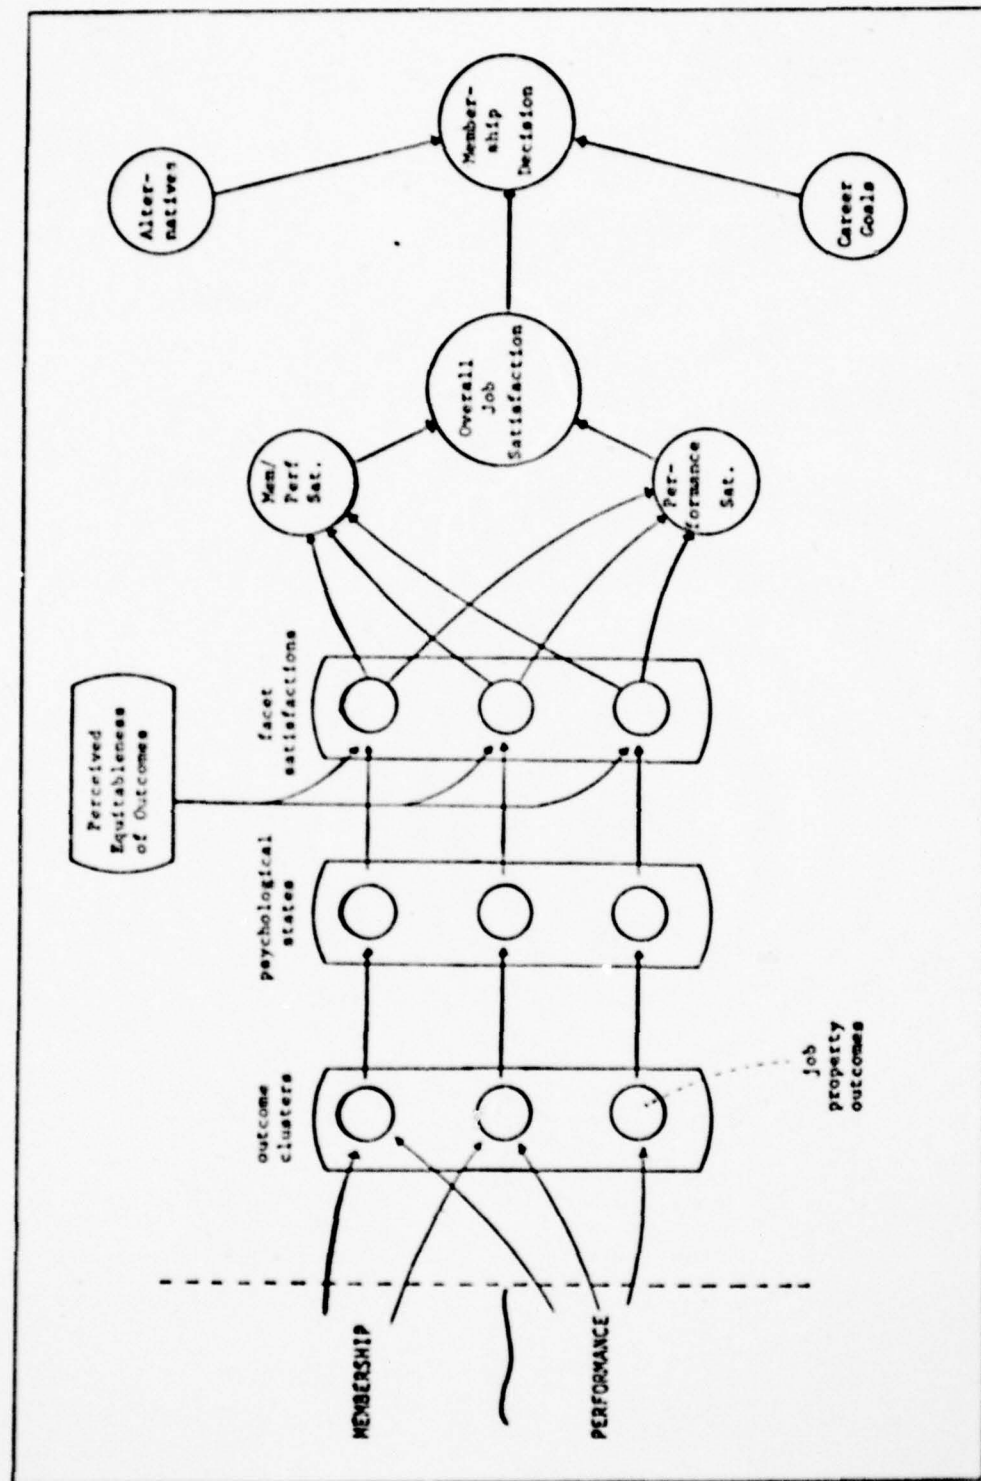 Perceived
Equitableness
of Outcomes
Alter-
natives
outcome
clusters
psychological
states
facet
satisfactions
Mem/
Perf
Sat.
Overall
Job
Satisfaction
Member-
ship
Decision
MEMBERSHIP
PERFORMANCE
Per-
formance
Sat.
job
property
outcomes
Career
Goals